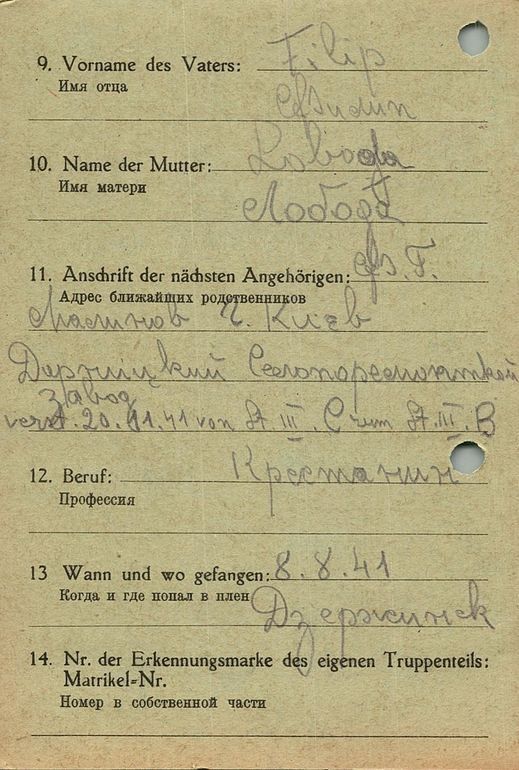 9. Vorname des Vaters: Filip
Имя отца
Филип
10. Name der Mutter: Loboda
Имя матери
Лобода
11. Anschrift der nächsten Angehörigen: Ф. Г.
Адрес ближайших родственников
г. Киев
Дарніцкий
завод
verst. 20.11.41 von St. III. C zum St. III. B
12. Beruf: Крестанин
Профессия
13 Wann und wo gefangen: 8.8.41
Когда и где попал в плен Дзержинск
14. Nr. der Erkennungsmarke des eigenen Truppenteils:
Matrikel=Nr.
Номер в собственной части